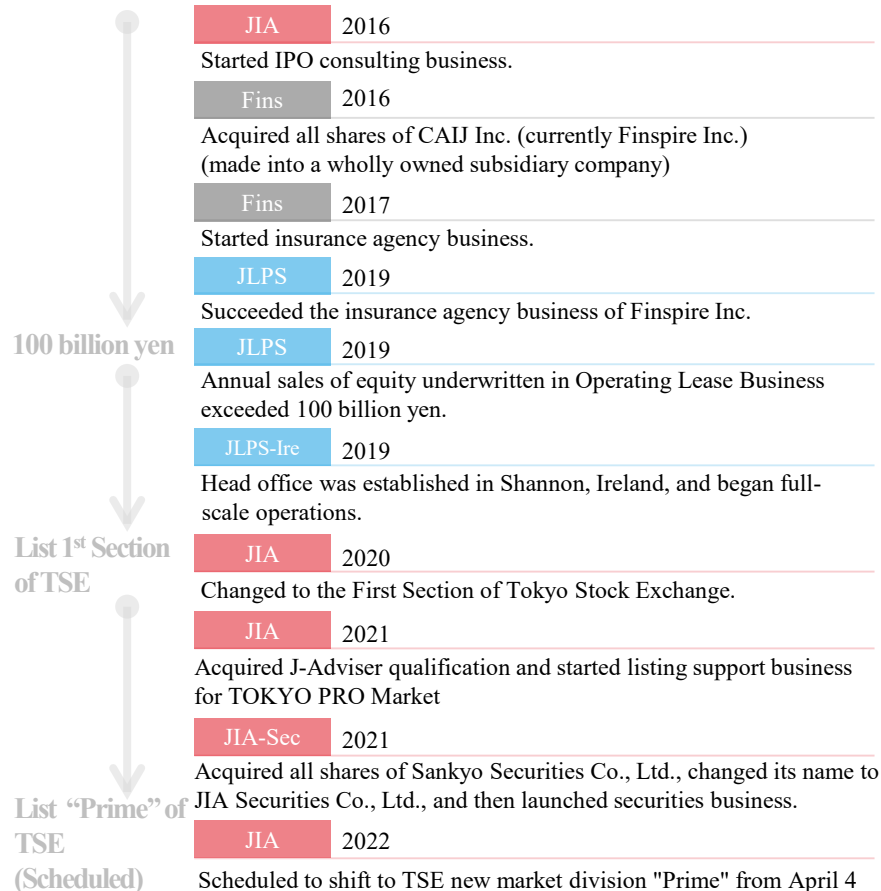 JIA 2016
Started IPO consulting business.
Fins 2016
Acquired all shares of CAIJ Inc. (currently Finspire Inc.)
(made into a wholly owned subsidiary company)
Fins 2017
Started insurance agency business.
JLPS 2019
Succeeded the insurance agency business of Finspire Inc.
100 billion yen
JLPS 2019
Annual sales of equity underwritten in Operating Lease Business
exceeded 100 billion yen.
JLPS-Ire 2019
Head office was established in Shannon, Ireland, and began full-
scale operations.
List 1st Section
of TSE
JIA 2020
Changed to the First Section of Tokyo Stock Exchange.
JIA 2021
Acquired J-Adviser qualification and started listing support business
for TOKYO PRO Market
JIA-Sec 2021
Acquired all shares of Sankyo Securities Co., Ltd., changed its name to
JIA Securities Co., Ltd., and then launched securities business.
List “Prime” of
TSE
(Scheduled)
JIA 2022
Scheduled to shift to TSE new market division "Prime" from April 4